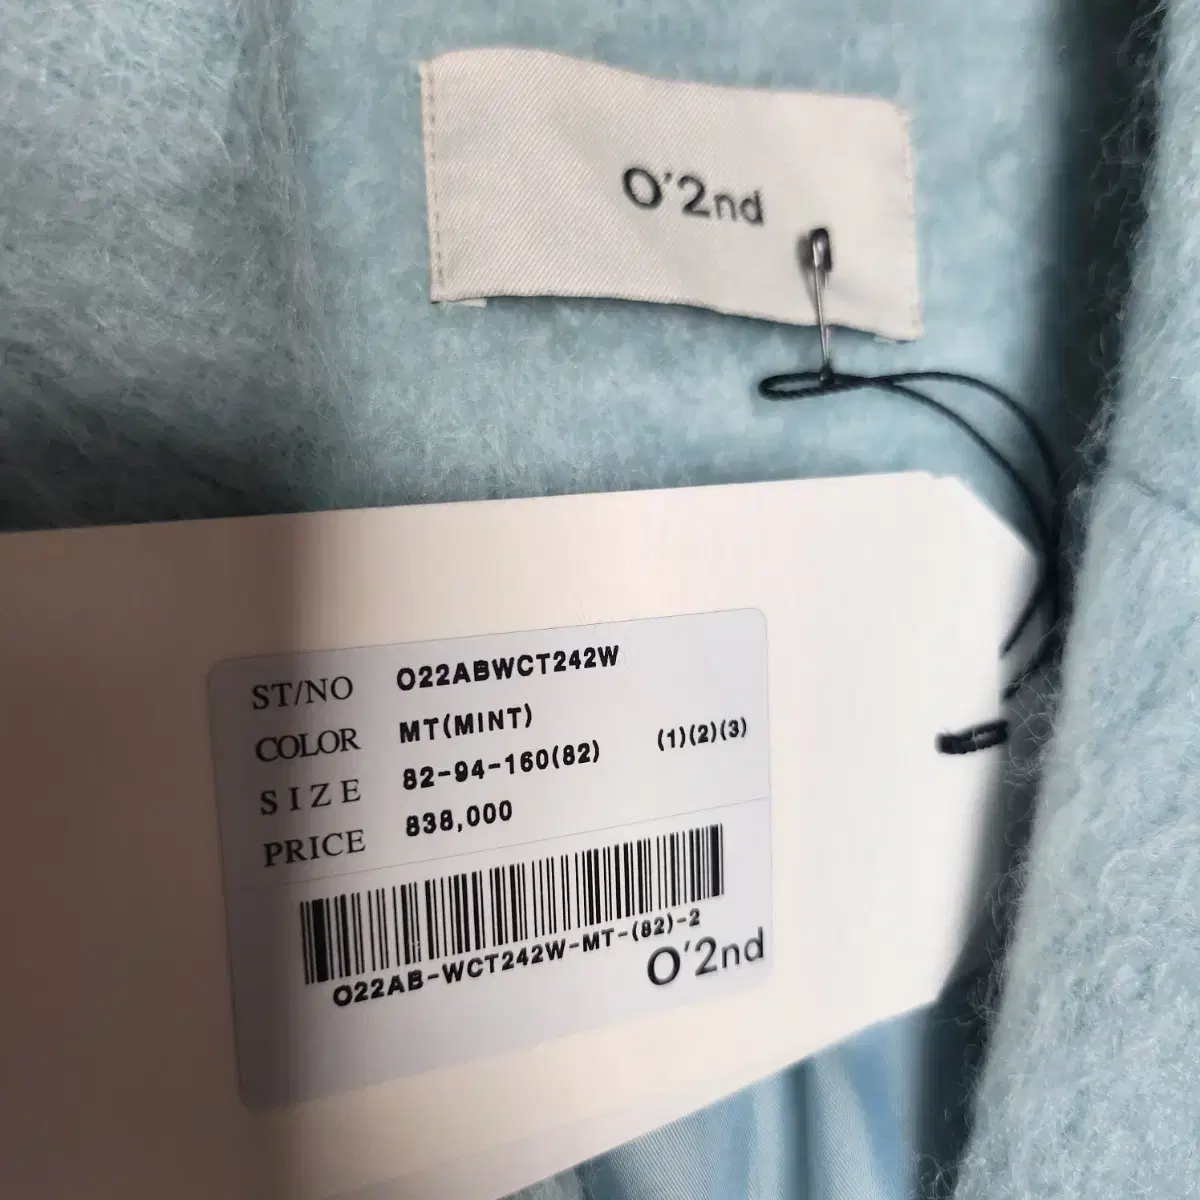 O'2nd
ST/NO O22ABWCT242W
COLOR MT(MINT)
SIZE 82-94-160(82) (1)(2)(3)
PRICE 838,000
O22AB-WCT242W-MT-(82)-2
O'2nd